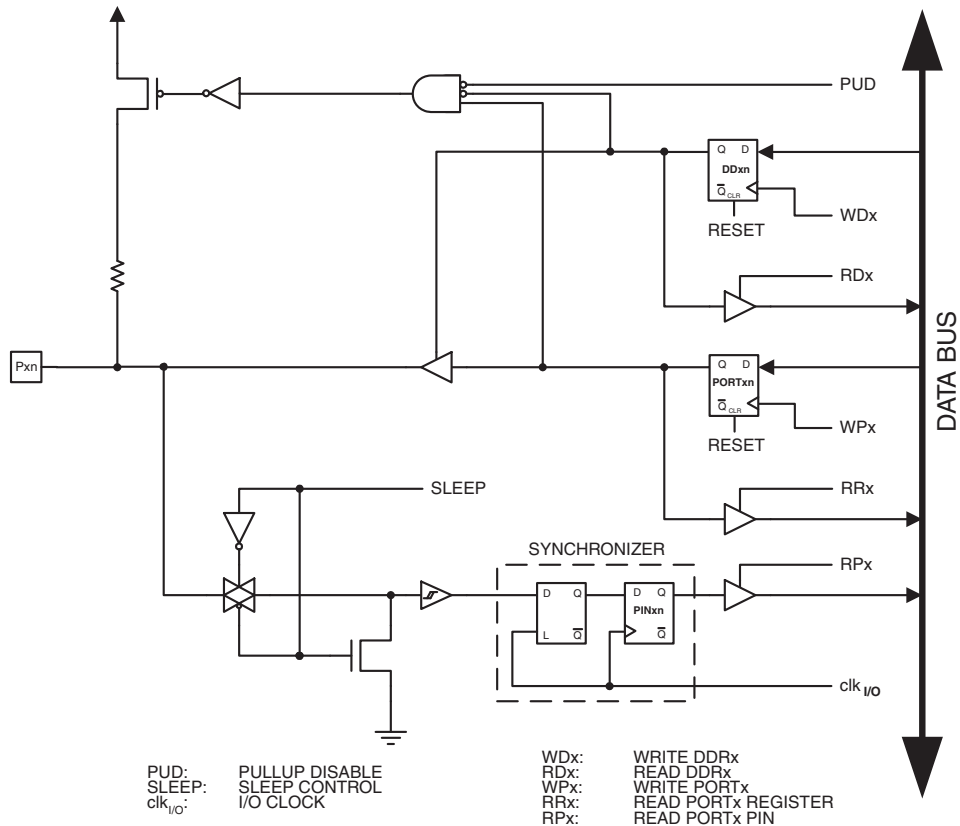 PUD
Q D
DDxn
Q CLR
WDx
RESET
RDx
Pxn
Q D
PORTxn
Q CLR
WPx
RESET
DATA BUS
SLEEP
RRx
SYNCHRONIZER
RPx
D Q
L Q
D Q
PINxn
Q
clk I/O
PUD: PULLUP DISABLE
SLEEP: SLEEP CONTROL
clk I/O: I/O CLOCK
WDx: WRITE DDRx
RDx: READ DDRx
WPx: WRITE PORTx
RRx: READ PORTx REGISTER
RPx: READ PORTx PIN